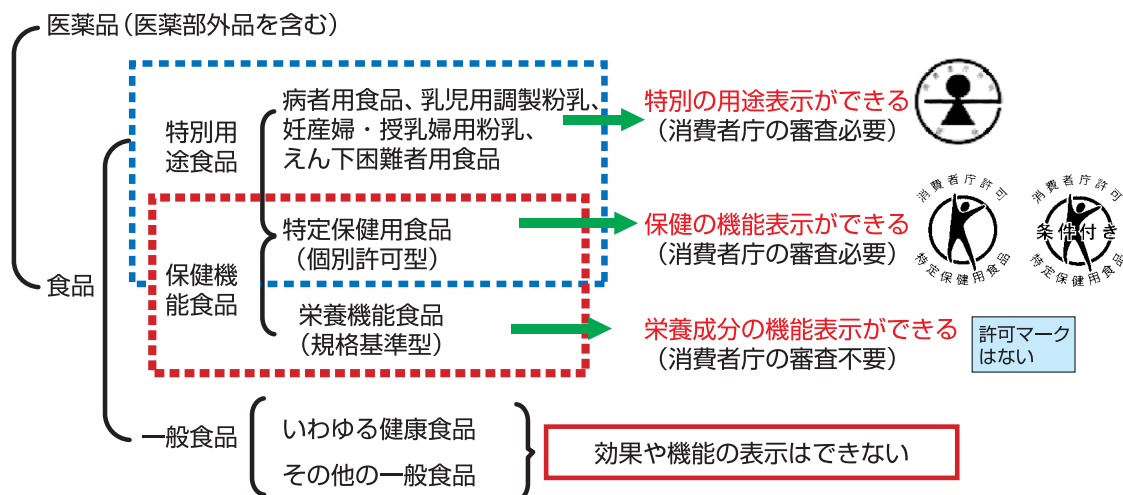 医薬品（医薬部外品を含む）
食品
特別用
途食品
病者用食品、乳児用調製粉乳、
妊産婦・授乳婦用粉乳、
えん下困難者用食品
特別の用途表示ができる
（消費者庁の審査必要）
保健機
能食品
特定保健用食品
（個別許可型）
保健の機能表示ができる
（消費者庁の審査必要）
消費者庁許可
特定保健用食品
消費者庁許可
条件付き
特定保健用食品
栄養機能食品
（規格基準型）
栄養成分の機能表示ができる
（消費者庁の審査不要）
許可マーク
はない
一般食品
いわゆる健康食品
その他の一般食品
効果や機能の表示はできない